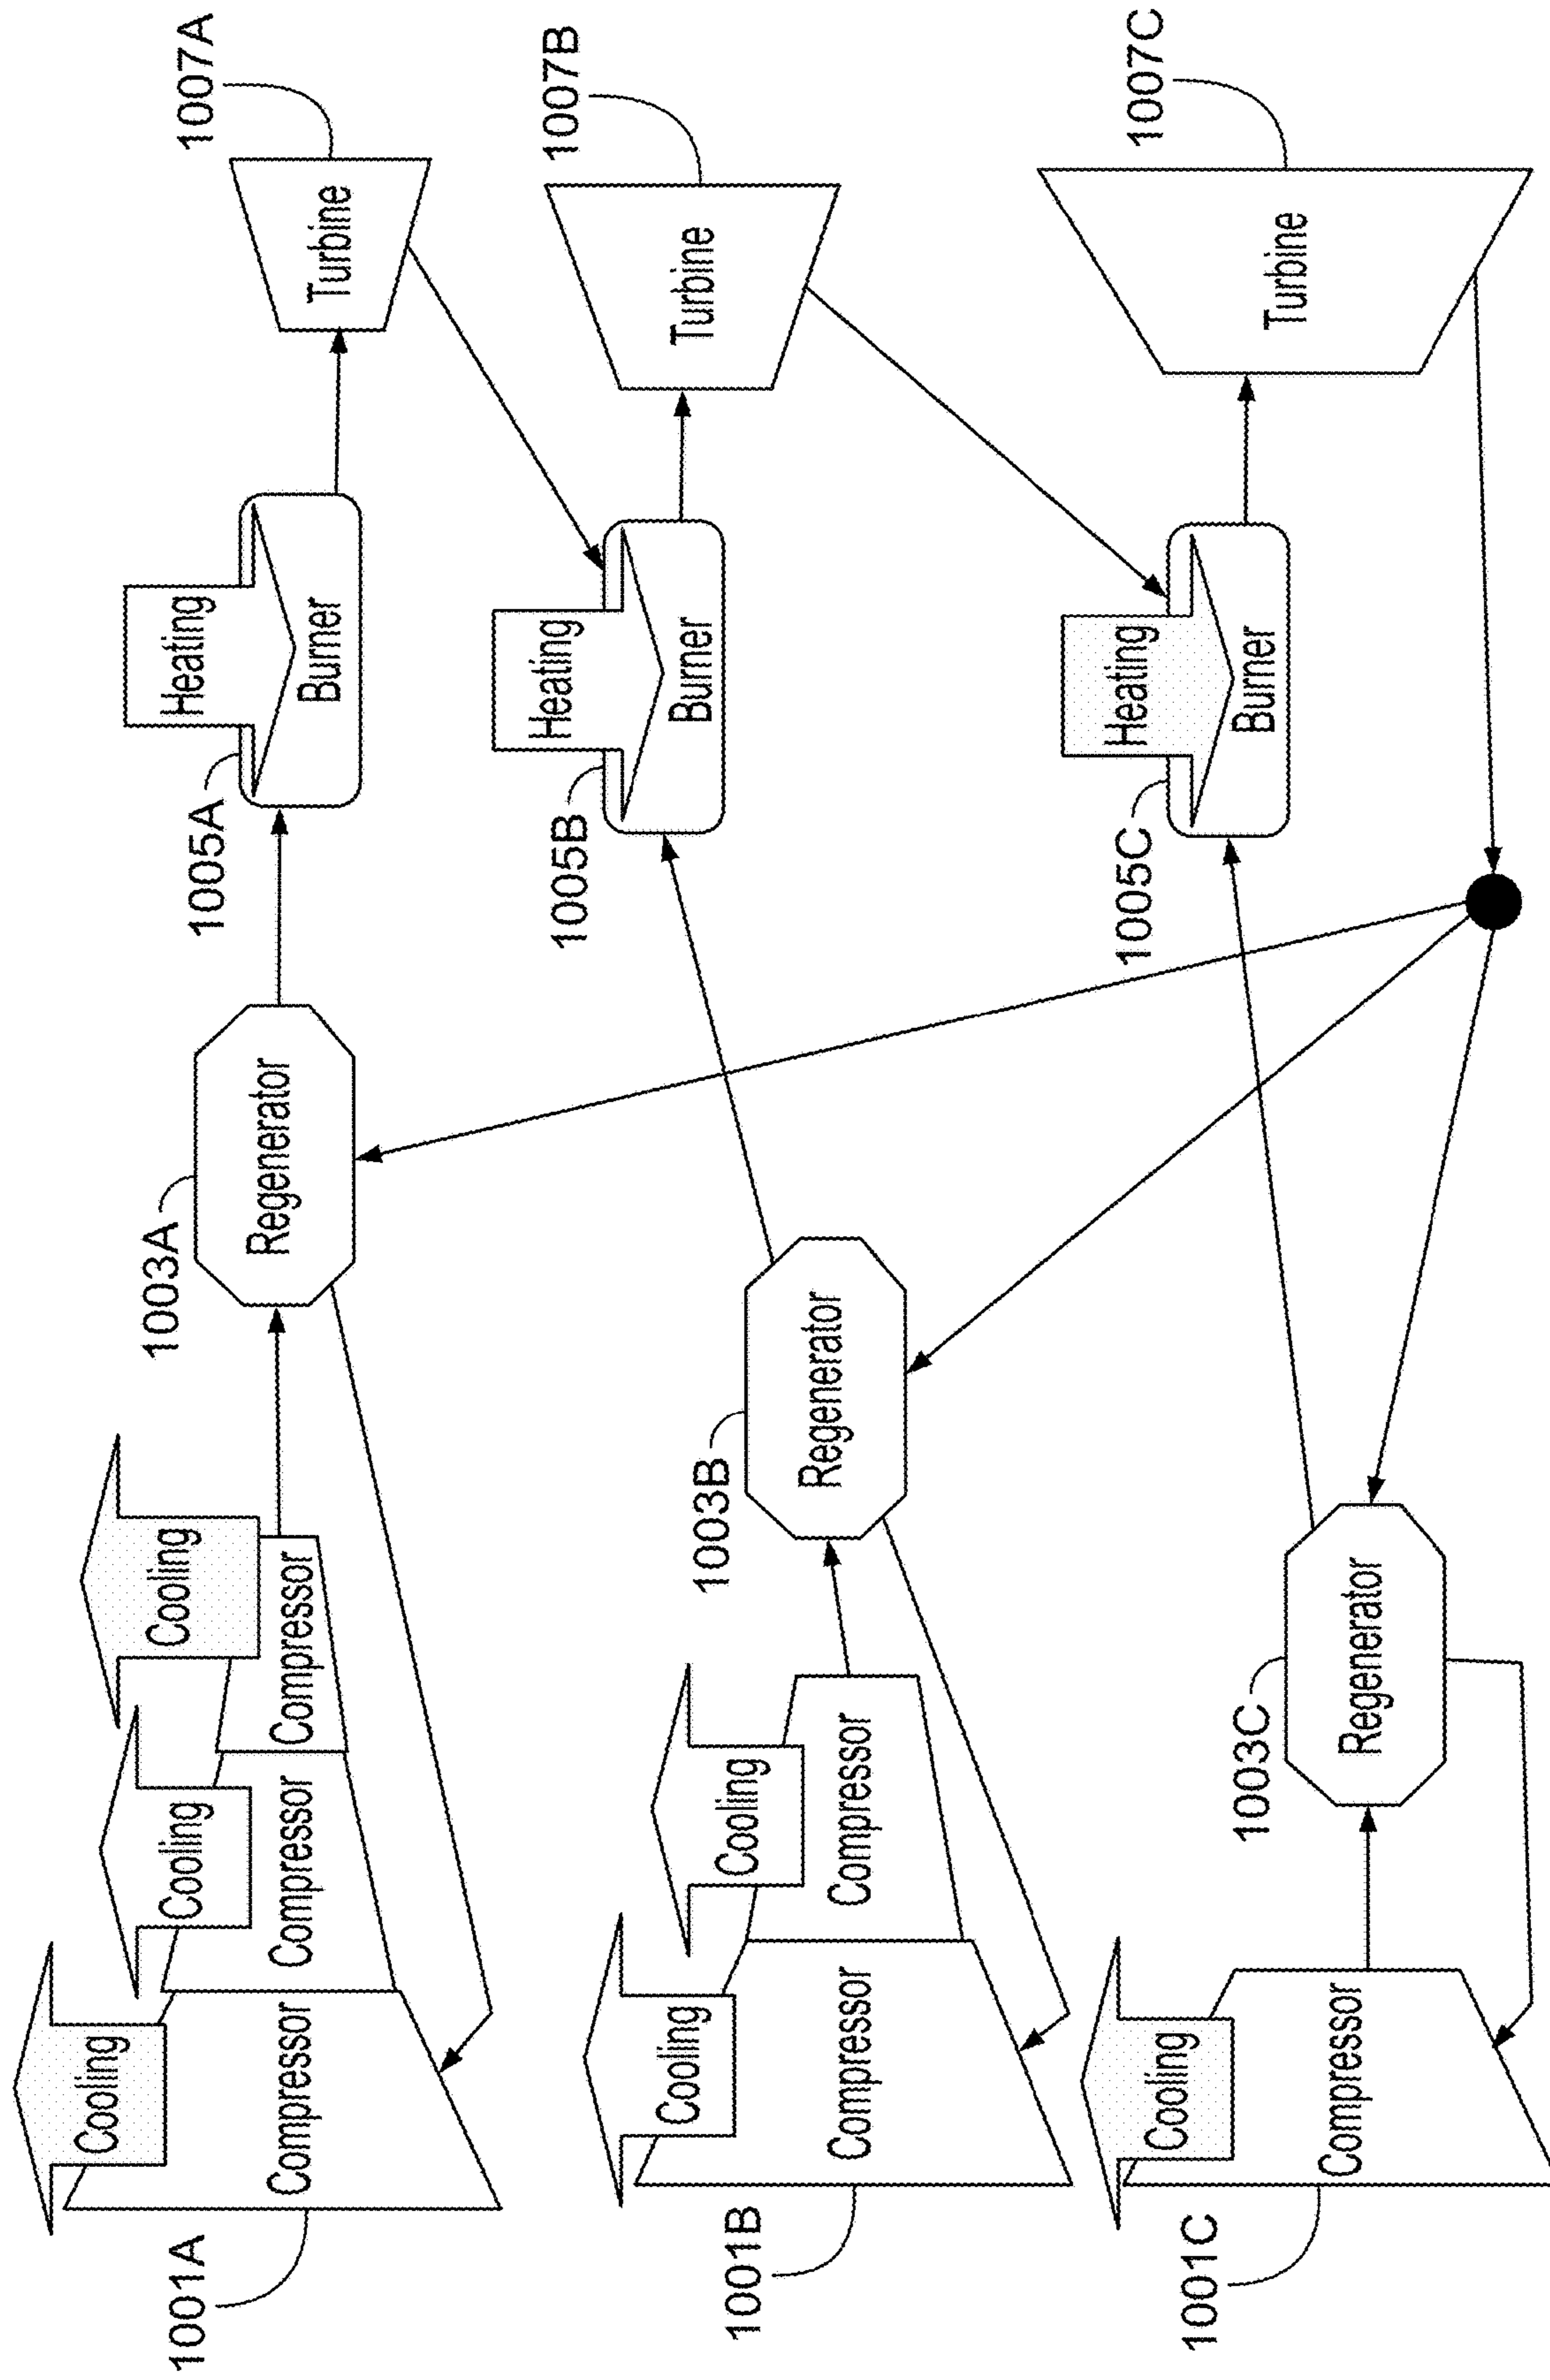 1001A
Cooling
Compressor
Cooling
Compressor
Cooling
Compressor
1003A
Regenerator
1005A
Heating
Burner
1007A
Turbine
1001B
Cooling
Compressor
Cooling
Compressor
1003B
Regenerator
1005B
Heating
Burner
1007B
Turbine
1001C
Cooling
Compressor
1003C
Regenerator
1005C
Heating
Burner
1007C
Turbine